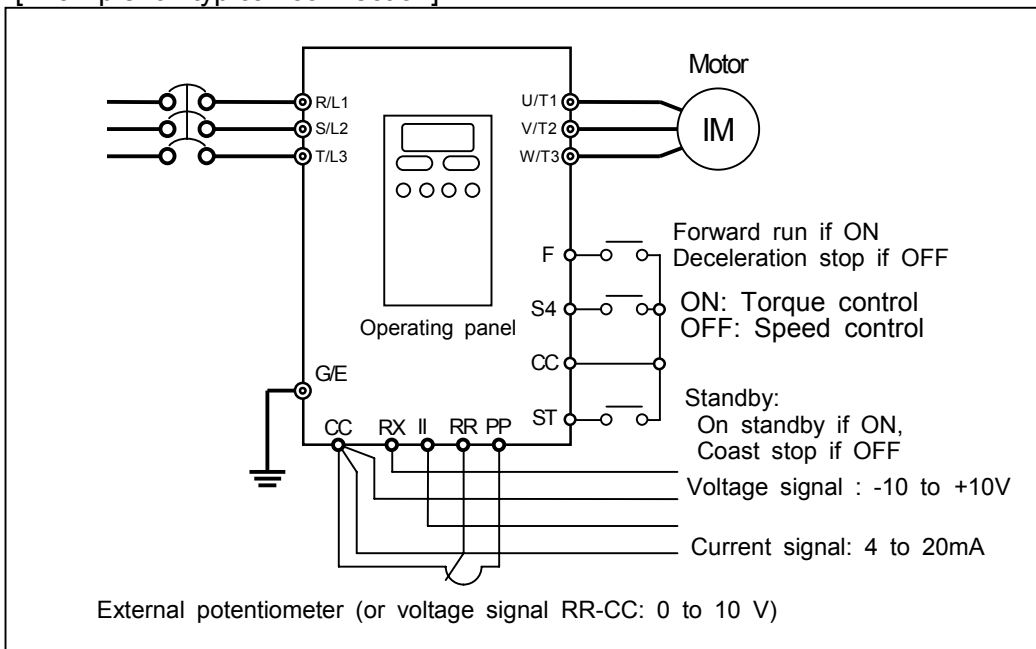 Motor
R/L1
S/L2
T/L3
U/T1
V/T2
W/T3
IM
Operating panel
F
Forward run if ON
Deceleration stop if OFF
S4
ON: Torque control
OFF: Speed control
CC
G/E
ST
Standby:
On standby if ON,
Coast stop if OFF
CC RX II RR PP
Voltage signal : -10 to +10V
Current signal: 4 to 20mA
External potentiometer (or voltage signal RR-CC: 0 to 10 V)